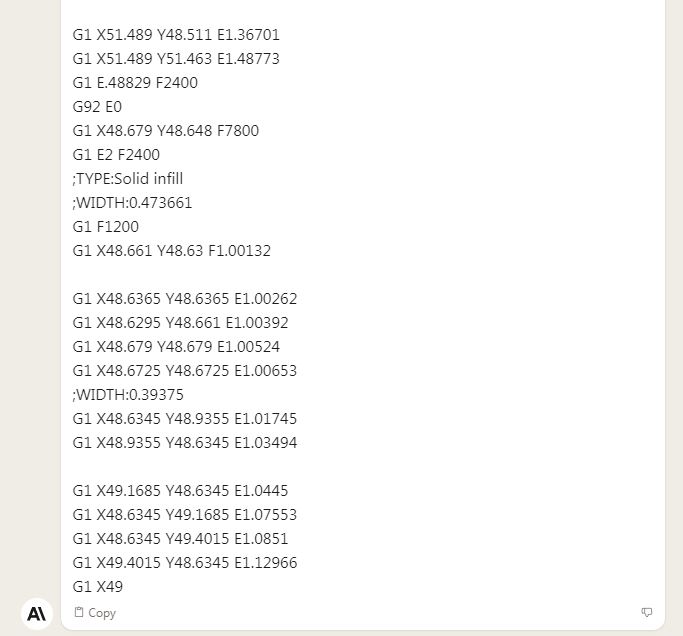 G1 X51.489 Y48.511 E1.36701
G1 X51.489 Y51.463 E1.48773
G1 E.48829 F2400
G92 E0
G1 X48.679 Y48.648 F7800
G1 E2 F2400
;TYPE:Solid infill
;WIDTH:0.473661
G1 F1200
G1 X48.661 Y48.63 F1.00132
G1 X48.6365 Y48.6365 E1.00262
G1 X48.6295 Y48.661 E1.00392
G1 X48.679 Y48.679 E1.00524
G1 X48.6725 Y48.6725 E1.00653
;WIDTH:0.39375
G1 X48.6345 Y48.9355 E1.01745
G1 X48.9355 Y48.6345 E1.03494
G1 X49.1685 Y48.6345 E1.0445
G1 X48.6345 Y49.1685 E1.07553
G1 X48.6345 Y49.4015 E1.0851
G1 X49.4015 Y48.6345 E1.12966
G1 X49
A\
Copy